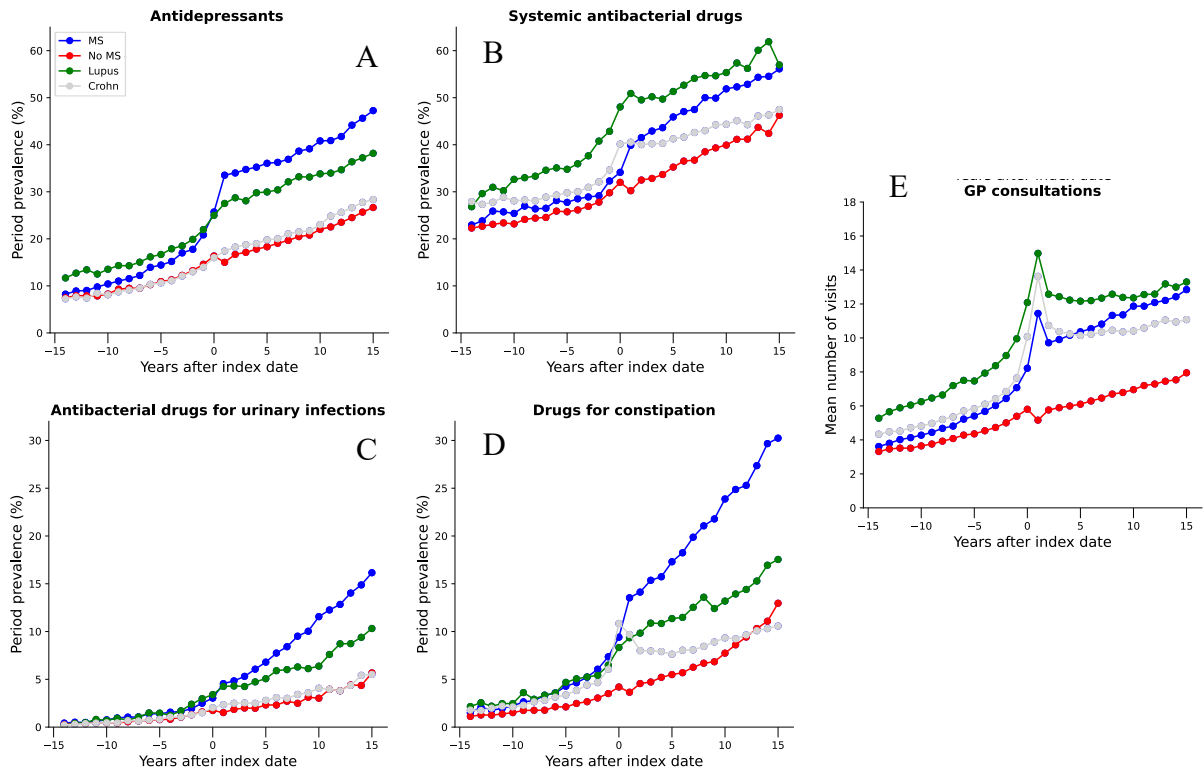 Antidepressants
MS
No MS
Lupus
Crohn
A
Period prevalence (%)
60
50
40
30
20
10
0
−15 −10 −5 0 5 10 15
Years after index date
Systemic antibacterial drugs
B
Period prevalence (%)
60
50
40
30
20
10
0
−15 −10 −5 0 5 10 15
Years after index date
Antibacterial drugs for urinary infections
C
Period prevalence (%)
30
25
20
15
10
5
0
−15 −10 −5 0 5 10 15
Years after index date
Drugs for constipation
D
Period prevalence (%)
30
25
20
15
10
5
0
−15 −10 −5 0 5 10 15
Years after index date
E
GP consultations
Mean number of visits
18
16
14
12
10
8
6
4
2
0
−15 −10 −5 0 5 10 15
Years after index date